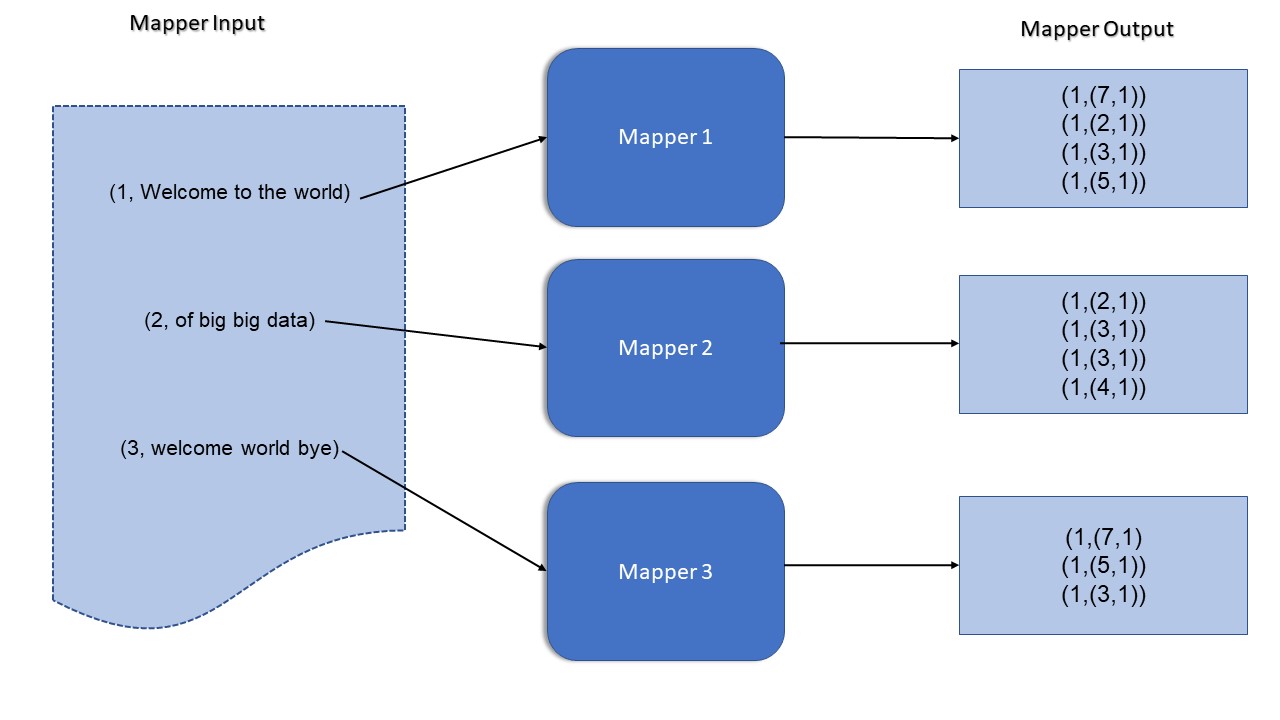 Mapper Input
Mapper Output
(1, Welcome to the world)
Mapper 1
(1,(7,1))
(1,(2,1))
(1,(3,1))
(1,(5,1))
(2, of big big data)
Mapper 2
(1,(2,1))
(1,(3,1))
(1,(3,1))
(1,(4,1))
(3, welcome world bye)
Mapper 3
(1,(7,1)
(1,(5,1))
(1,(3,1))